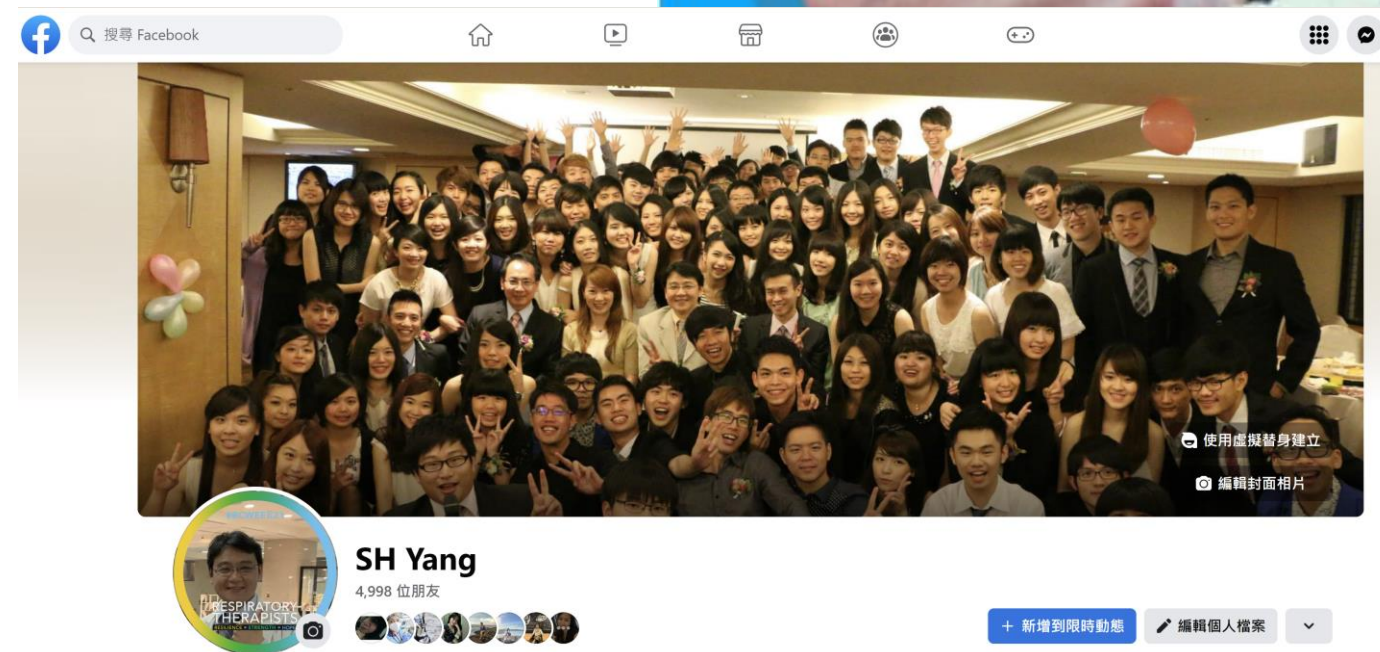 搜尋 Facebook
使用虛擬替身建立
編輯封面相片
RESPIRATORY
THERAPISTS
SH Yang
4,998 位朋友
+ 新增到限時動態
編輯個人檔案